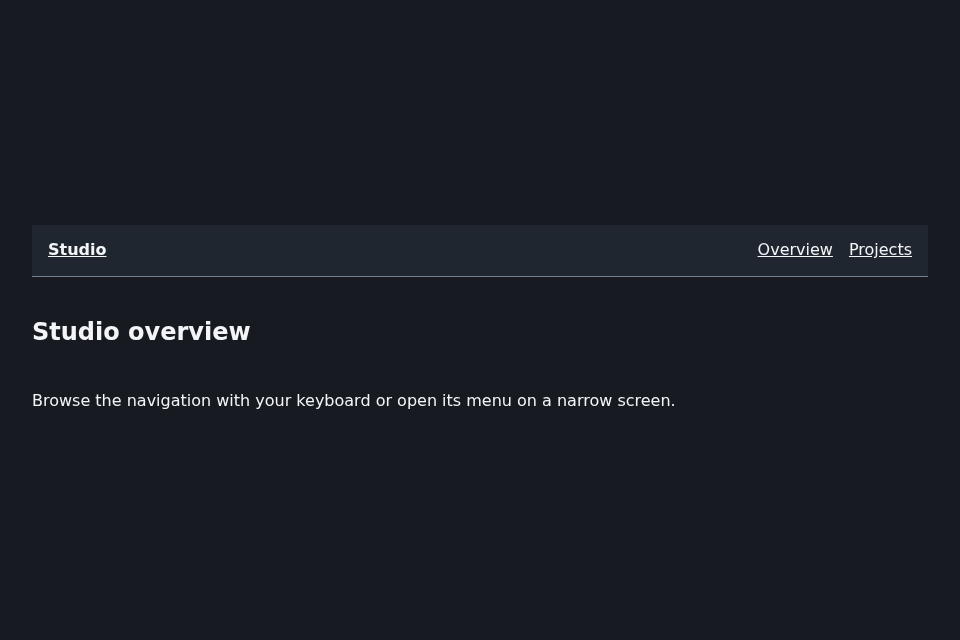 Studio
Overview Projects
Studio overview
Browse the navigation with your keyboard or open its menu on a narrow screen.